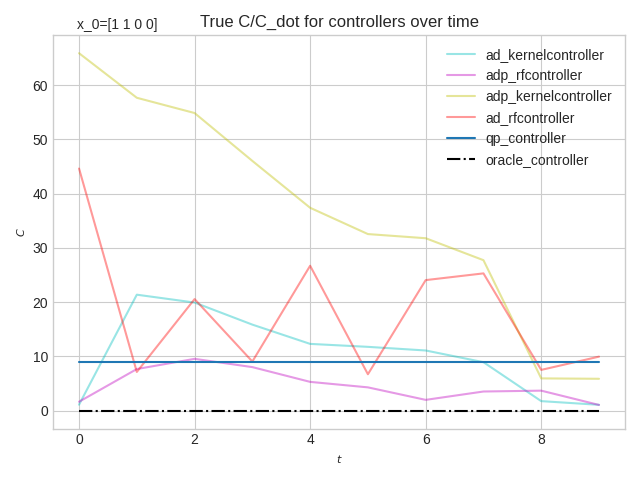 x_0=[1 1 0 0]
True C/C_dot for controllers over time
ad_kernelcontroller
adp_rfcontroller
adp_kernelcontroller
ad_rfcontroller
qp_controller
oracle_controller
60
50
40
30
20
10
0
C
0 2 4 6 8
t